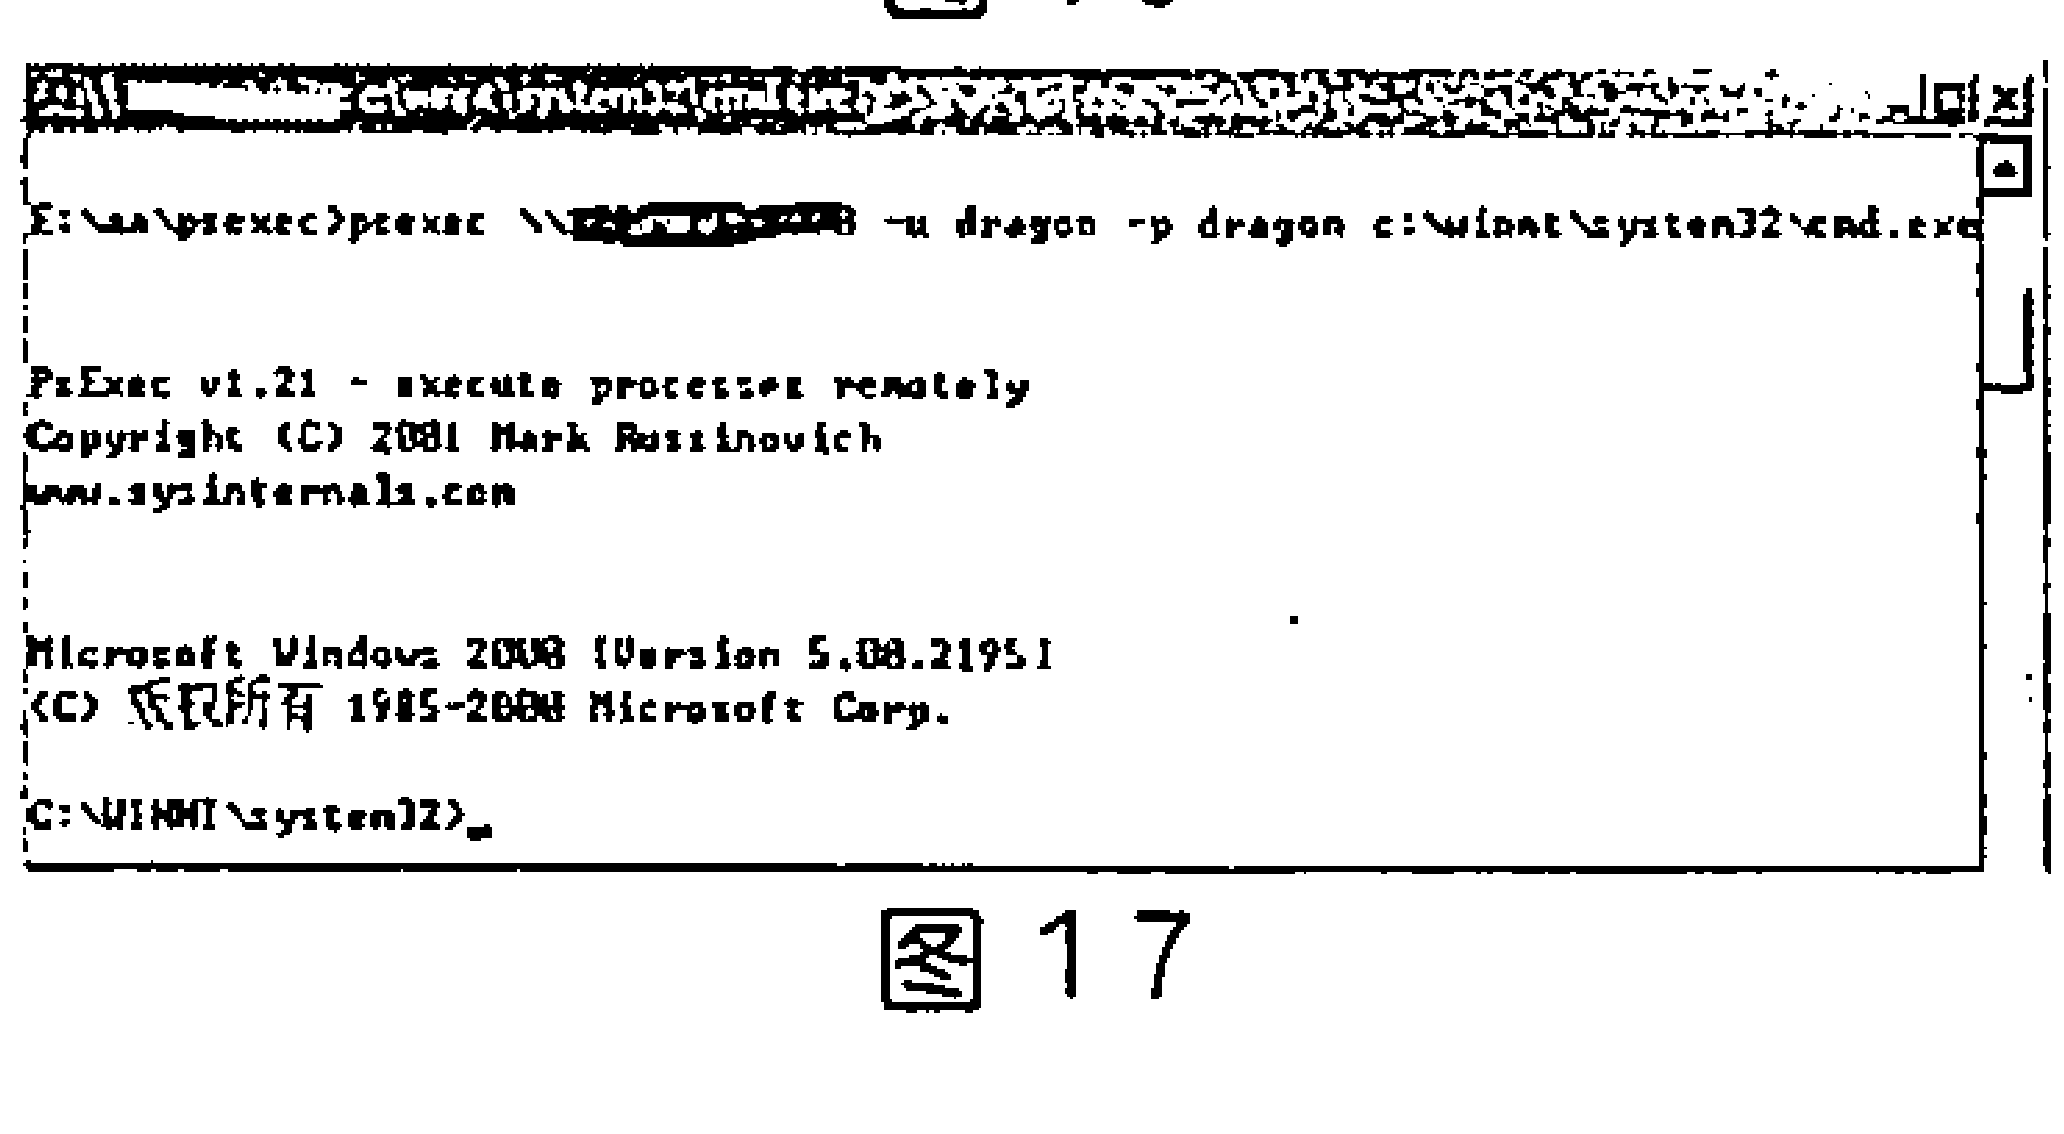 E:\aa\psexec>psexec \\ -u dragon -p dragon c:\winnt\system32\cmd.exe
PsExec v1.21 - execute processes remotely
Copyright (C) 2001 Mark Russinovich
www.sysinternals.com
Microsoft Windows 2000 [Version 5.00.2195]
(C) 版权所有 1985-2000 Microsoft Corp.
C:\WINNT\system32>_
图 17